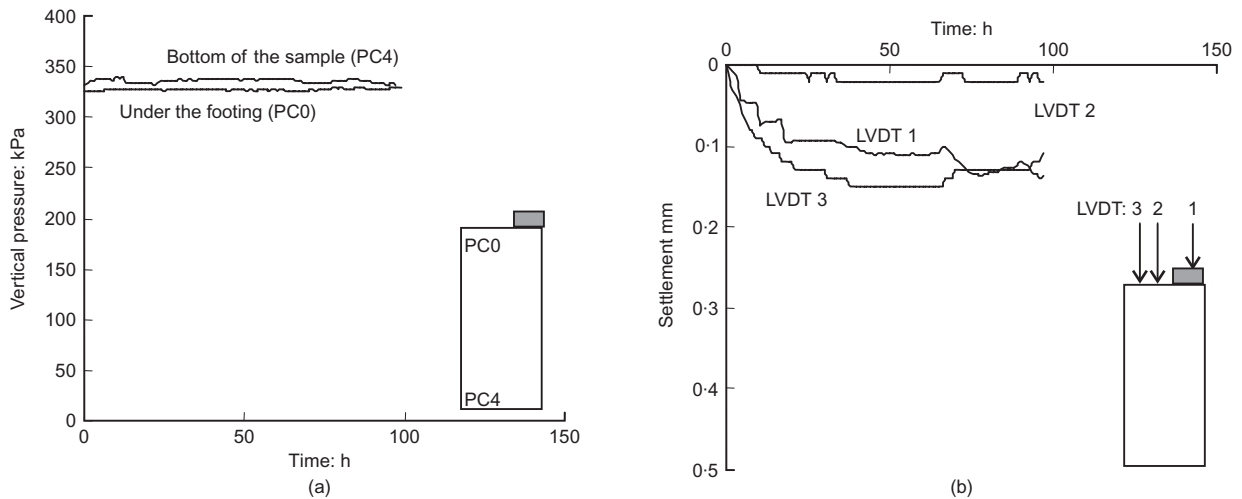 400
350
300
250
200
150
100
50
0
Vertical pressure: kPa
Bottom of the sample (PC4)
Under the footing (PC0)
PC0
PC4
0
50
100
150
Time: h
(a)
Time: h
0
50
100
150
0
0·1
0·2
0·3
0·4
0·5
Settlement mm
LVDT 2
LVDT 1
LVDT 3
LVDT: 3 2 1
(b)